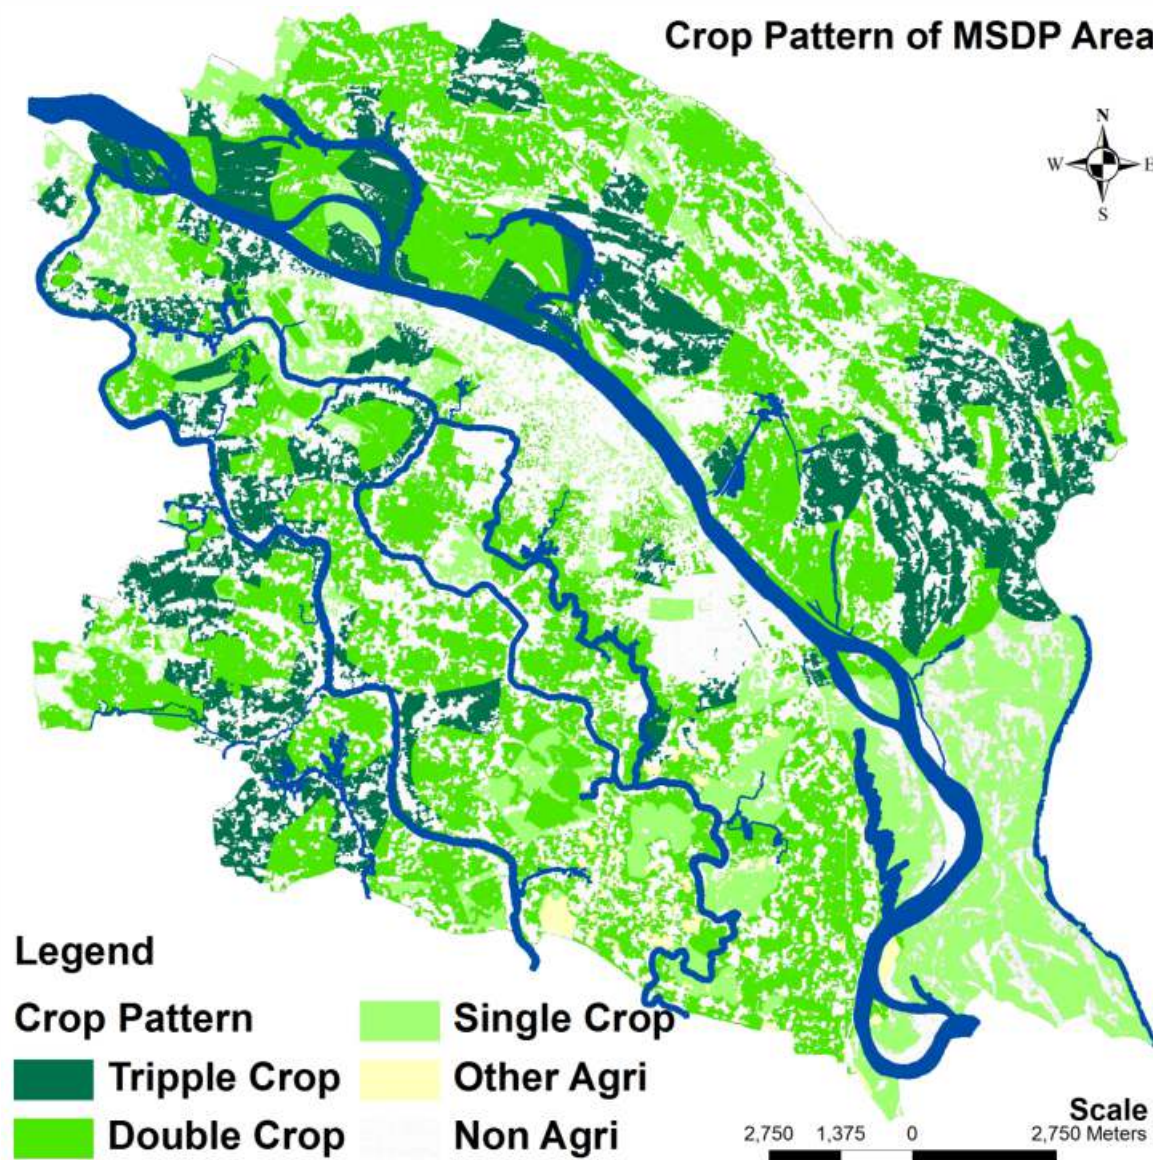 Crop Pattern of MSDP Area
N
W E
S
Legend
Crop Pattern
Single Crop
Tripple Crop
Other Agri
Double Crop
Non Agri
Scale
2,750 1,375 0 2,750 Meters